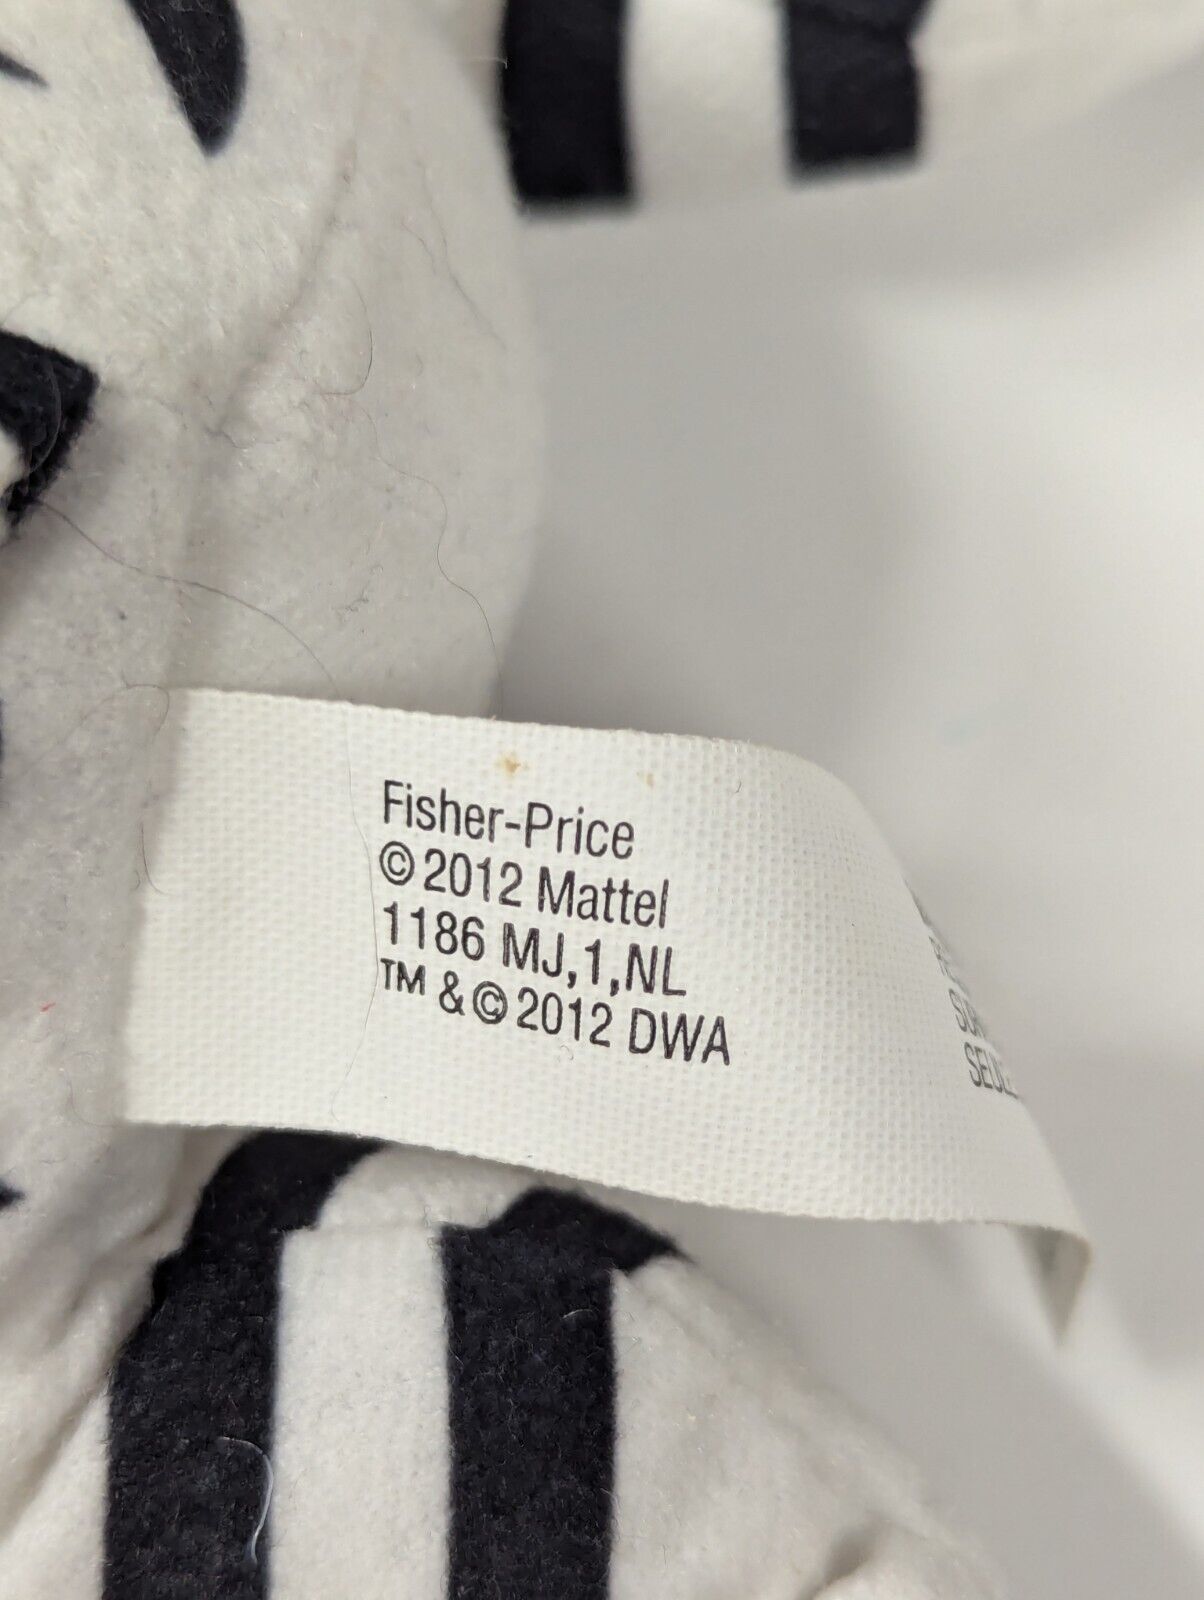 Fisher-Price
©2012 Mattel
1186 MJ,1,NL
™ & © 2012 DWA